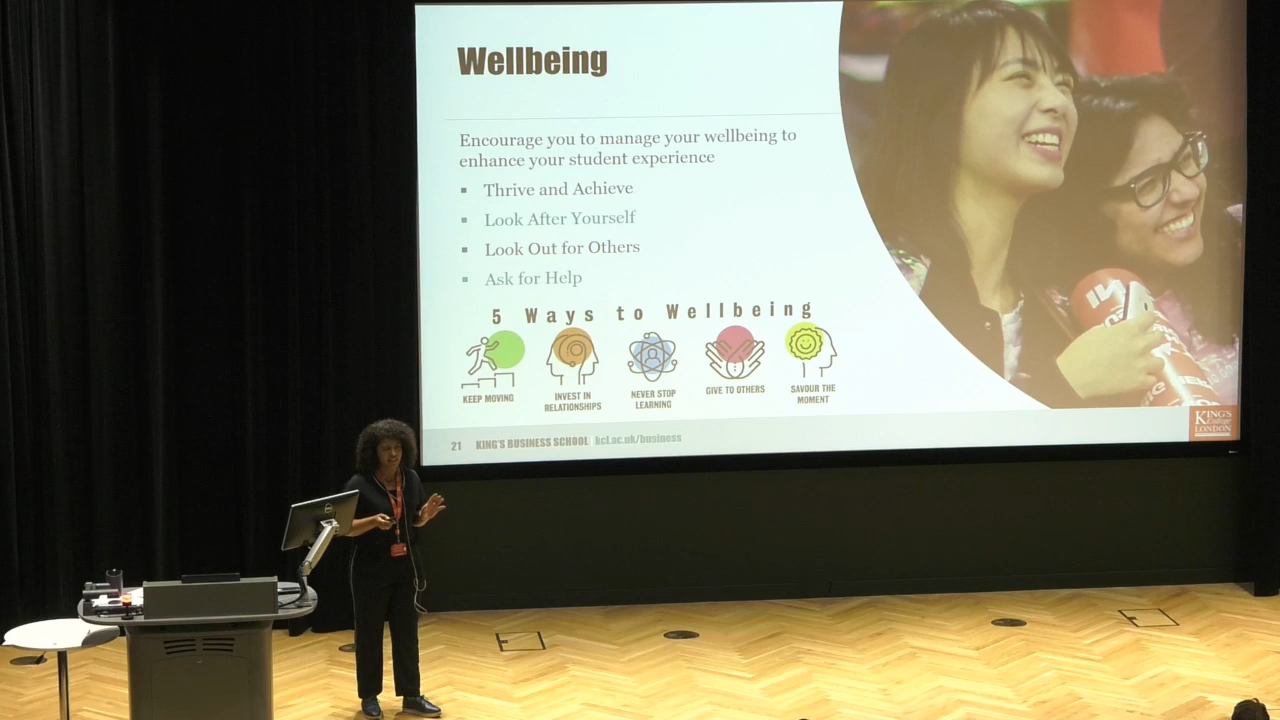 Wellbeing
Encourage you to manage your wellbeing to
enhance your student experience
Thrive and Achieve
Look After Yourself
Look Out for Others
Ask for Help
5 Ways to Wellbeing
KEEP MOVING
INVEST IN
RELATIONSHIPS
NEVER STOP
LEARNING
GIVE TO OTHERS
SAVOUR THE
MOMENT
21 KING'S BUSINESS SCHOOL | kcl.ac.uk/business
KING'S
College
LONDON